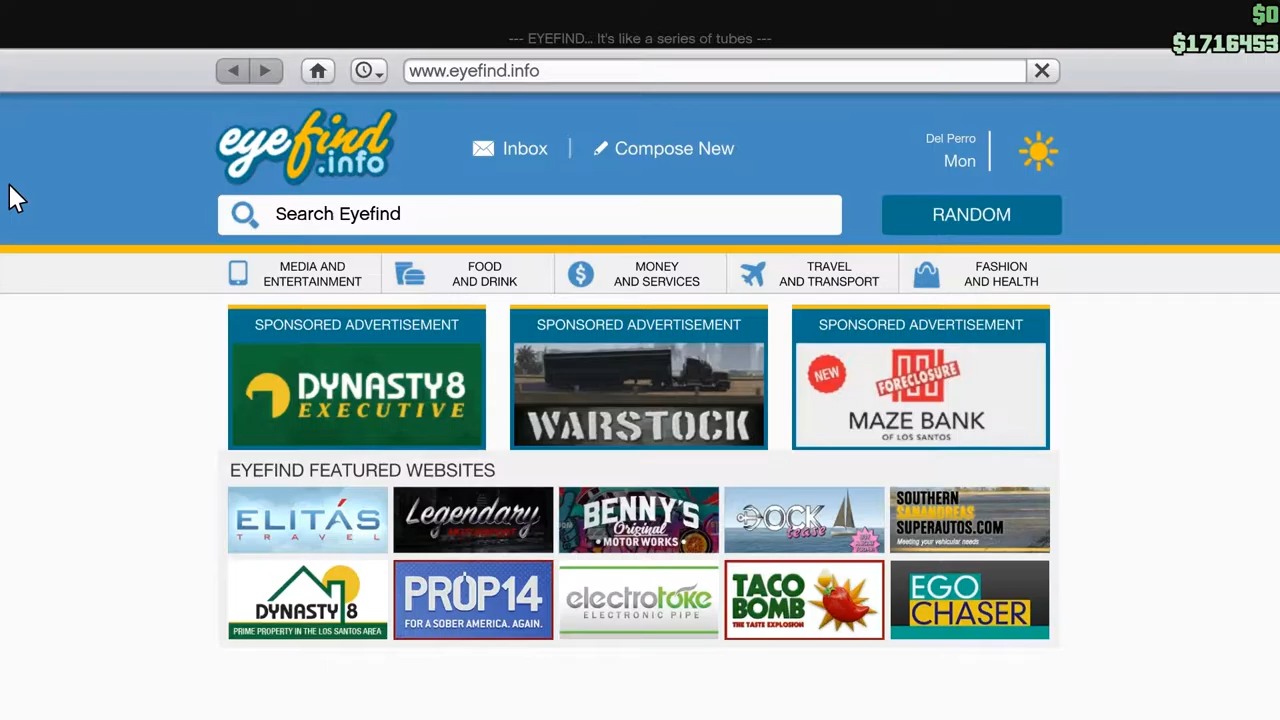 $0
--- EYEFIND... It's like a series of tubes ---
$1716453
www.eyefind.info
eyefind
.info
Inbox
Compose New
Del Perro
Mon
Search Eyefind
RANDOM
MEDIA AND
ENTERTAINMENT
FOOD
AND DRINK
MONEY
AND SERVICES
TRAVEL
AND TRANSPORT
FASHION
AND HEALTH
SPONSORED ADVERTISEMENT
DYNASTY8
EXECUTIVE
SPONSORED ADVERTISEMENT
WARSTOCK
SPONSORED ADVERTISEMENT
NEW
FORECLOSURE
MAZE BANK
OF LOS SANTOS
EYEFIND FEATURED WEBSITES
ELITÁS
TRAVEL
Legendary
MOTORSPORT
BENNY'S
Original
MOTOR WORKS
DOCK
tease
SOUTHERN
SANANDREAS
SUPERAUTOS.COM
Meeting your vehicular needs
DYNASTY 8
PRIME PROPERTY IN THE LOS SANTOS AREA
PROP14
FOR A SOBER AMERICA. AGAIN.
electrotoke
ELECTRONIC PIPE
TACO
BOMB
THE TASTE EXPLOSION
EGO
CHASER